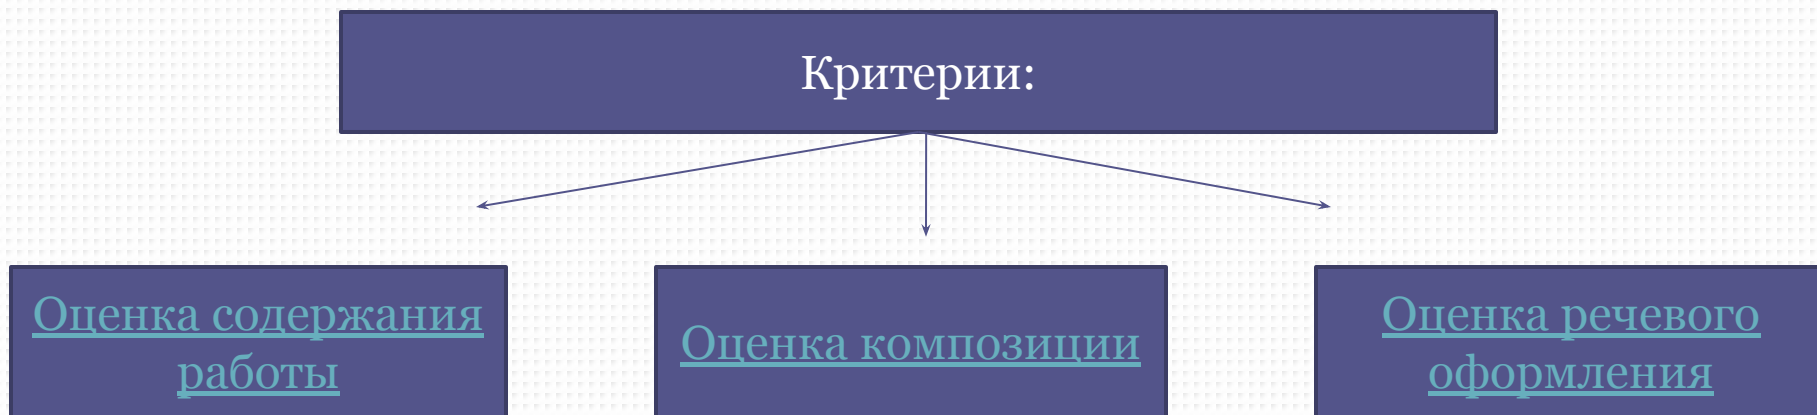 Критерии:
Оценка содержания
работы
Оценка композиции
Оценка речевого
оформления